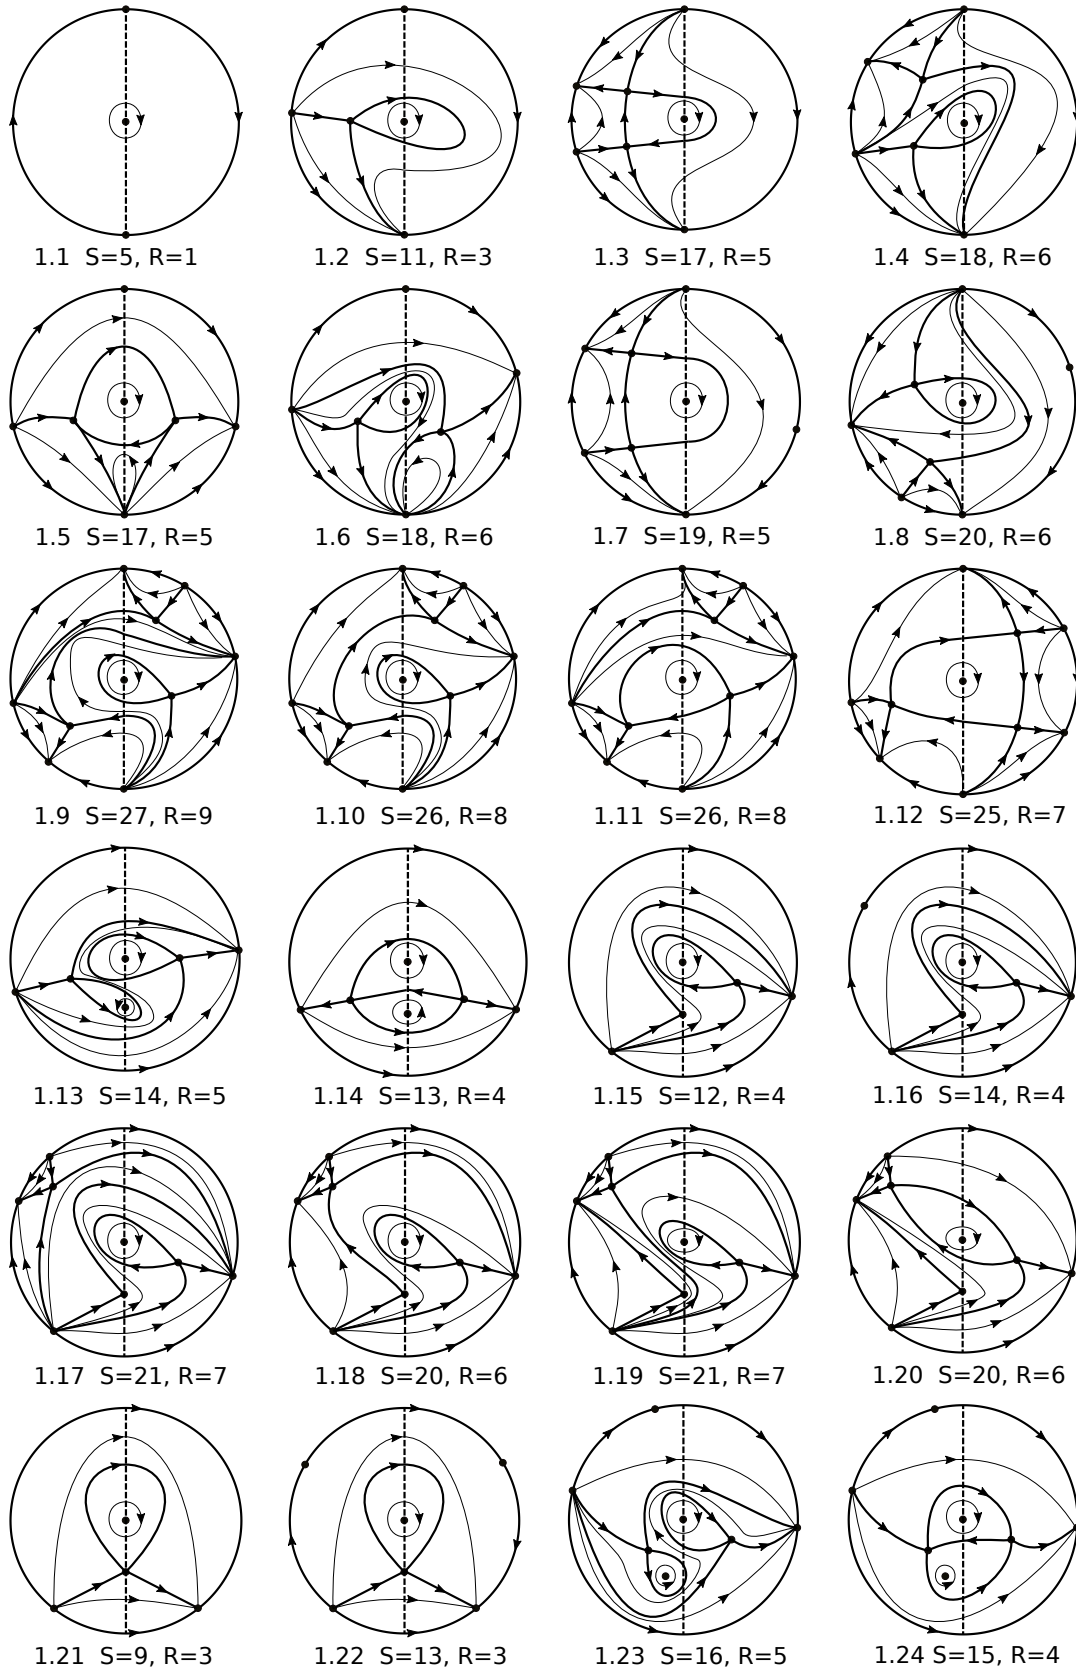 1.1 S=5, R=1
1.2 S=11, R=3
1.3 S=17, R=5
1.4 S=18, R=6
1.5 S=17, R=5
1.6 S=18, R=6
1.7 S=19, R=5
1.8 S=20, R=6
1.9 S=27, R=9
1.10 S=26, R=8
1.11 S=26, R=8
1.12 S=25, R=7
1.13 S=14, R=5
1.14 S=13, R=4
1.15 S=12, R=4
1.16 S=14, R=4
1.17 S=21, R=7
1.18 S=20, R=6
1.19 S=21, R=7
1.20 S=20, R=6
1.21 S=9, R=3
1.22 S=13, R=3
1.23 S=16, R=5
1.24 S=15, R=4